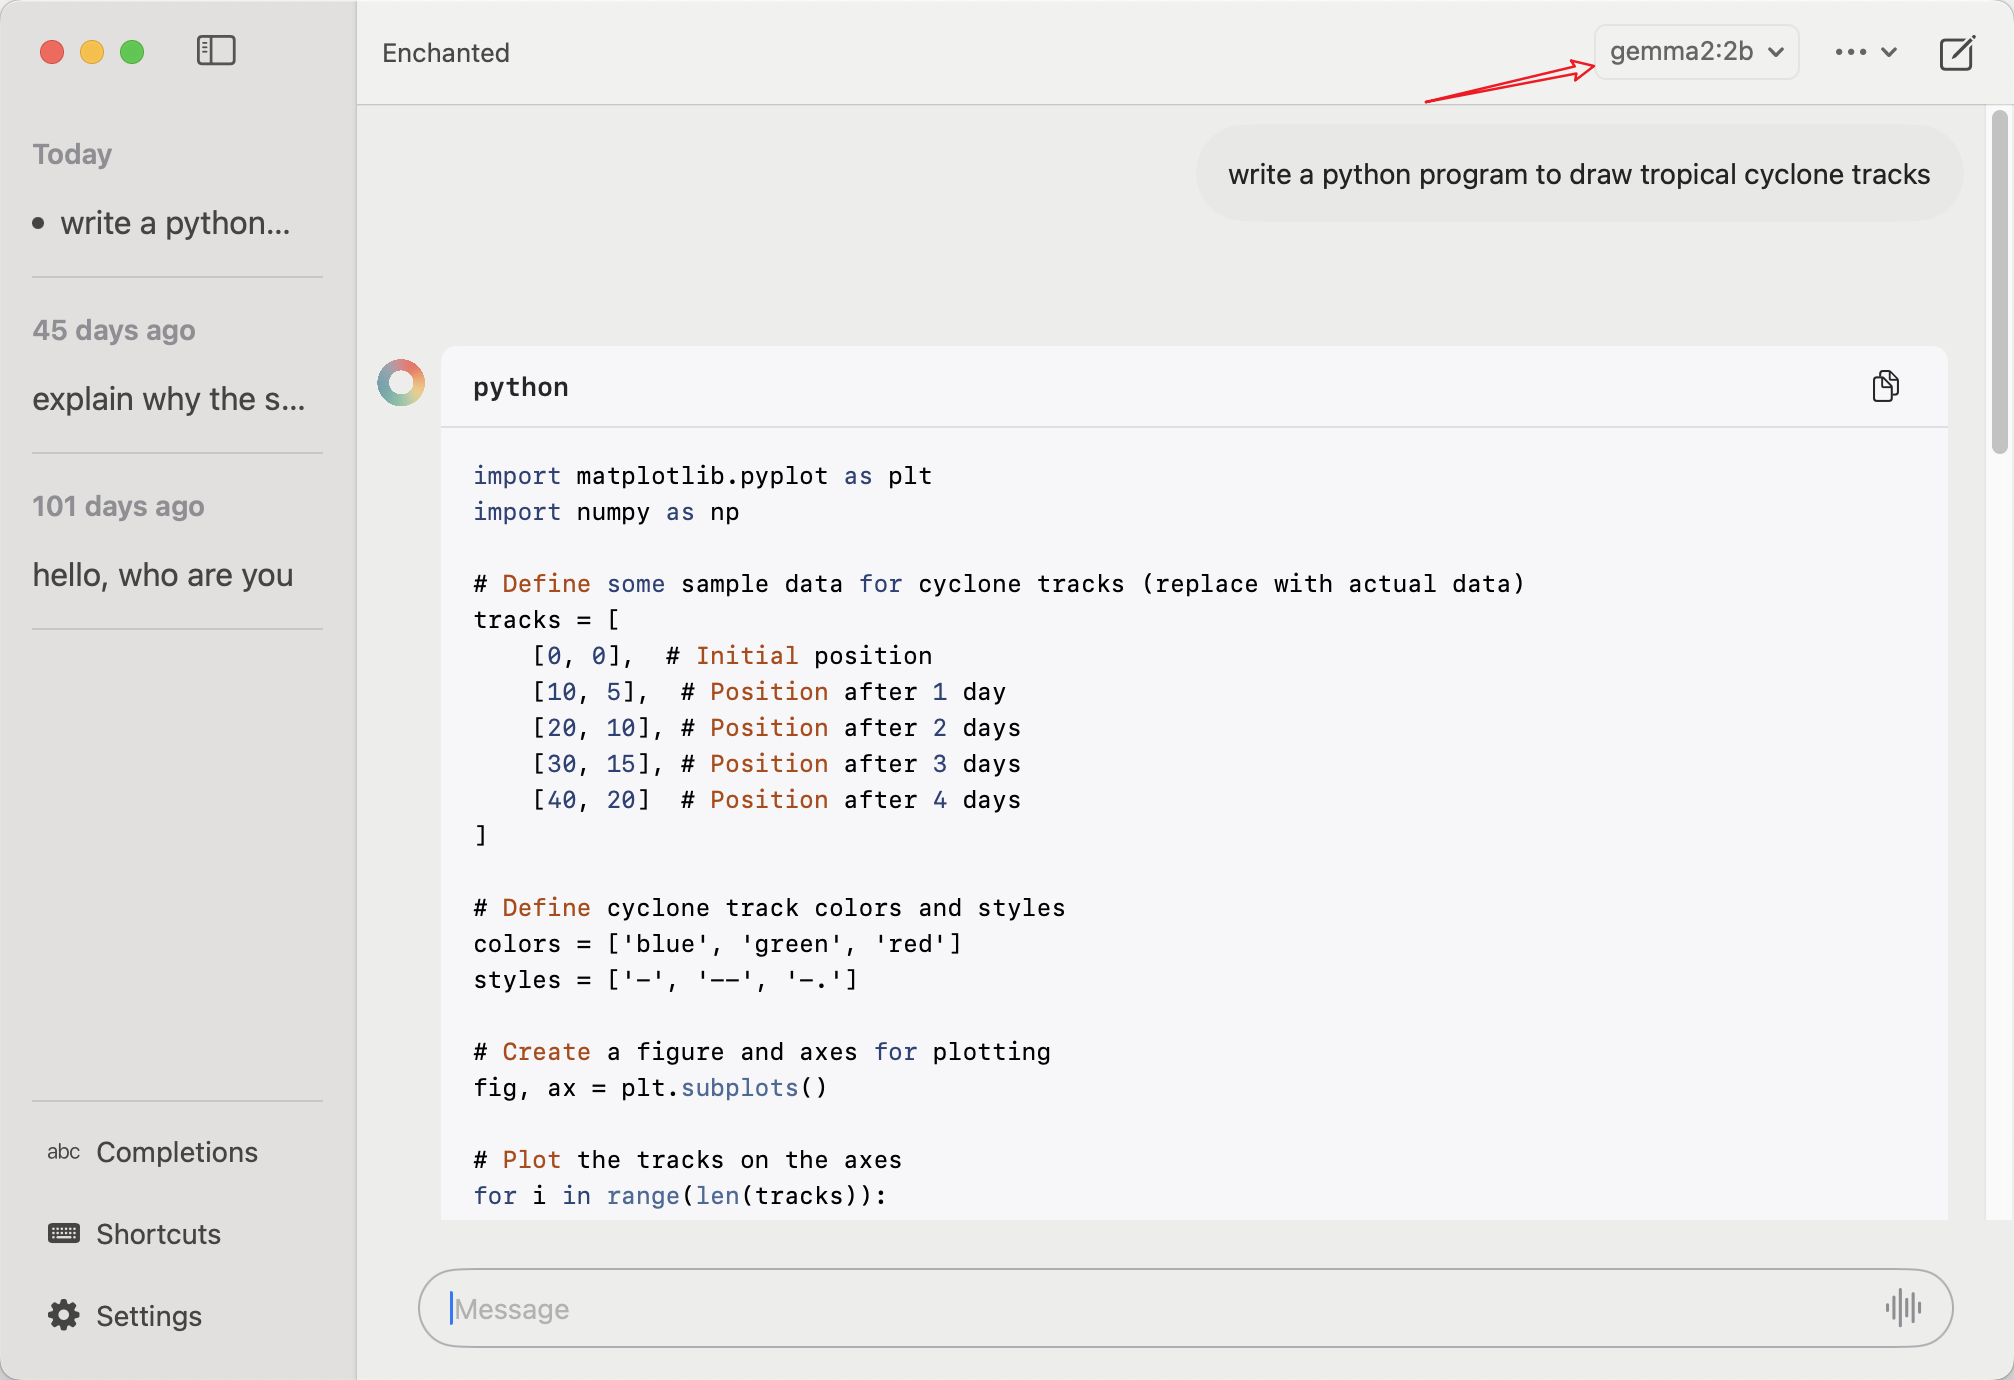 Enchanted
gemma2:2b
Today
• write a python...
45 days ago
explain why the s...
101 days ago
hello, who are you
abc Completions
Shortcuts
Settings
write a python program to draw tropical cyclone tracks
python
import matplotlib.pyplot as plt
import numpy as np
# Define some sample data for cyclone tracks (replace with actual data)
tracks = [
    [0, 0],  # Initial position
    [10, 5],  # Position after 1 day
    [20, 10], # Position after 2 days
    [30, 15], # Position after 3 days
    [40, 20]  # Position after 4 days
]
# Define cyclone track colors and styles
colors = ['blue', 'green', 'red']
styles = ['-', '--', '-.']
# Create a figure and axes for plotting
fig, ax = plt.subplots()
# Plot the tracks on the axes
for i in range(len(tracks)):
Message